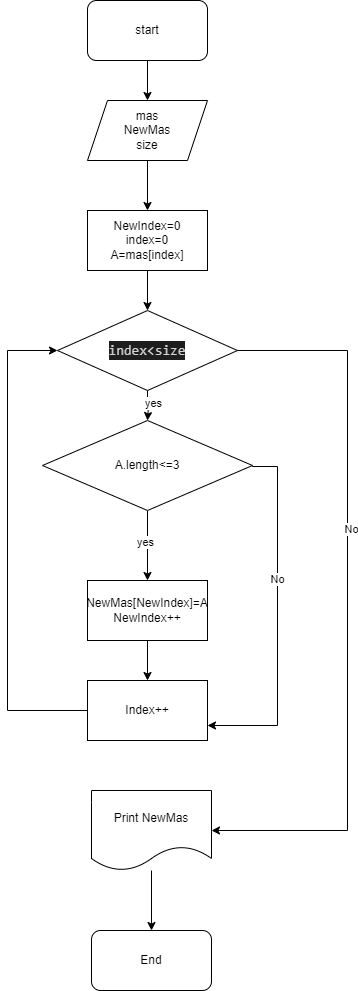 start
mas
NewMas
size
NewIndex=0
index=0
A=mas[index]
index<size
yes
A.length<=3
No
yes
No
NewMas[NewIndex]=A
NewIndex++
Index++
Print NewMas
End